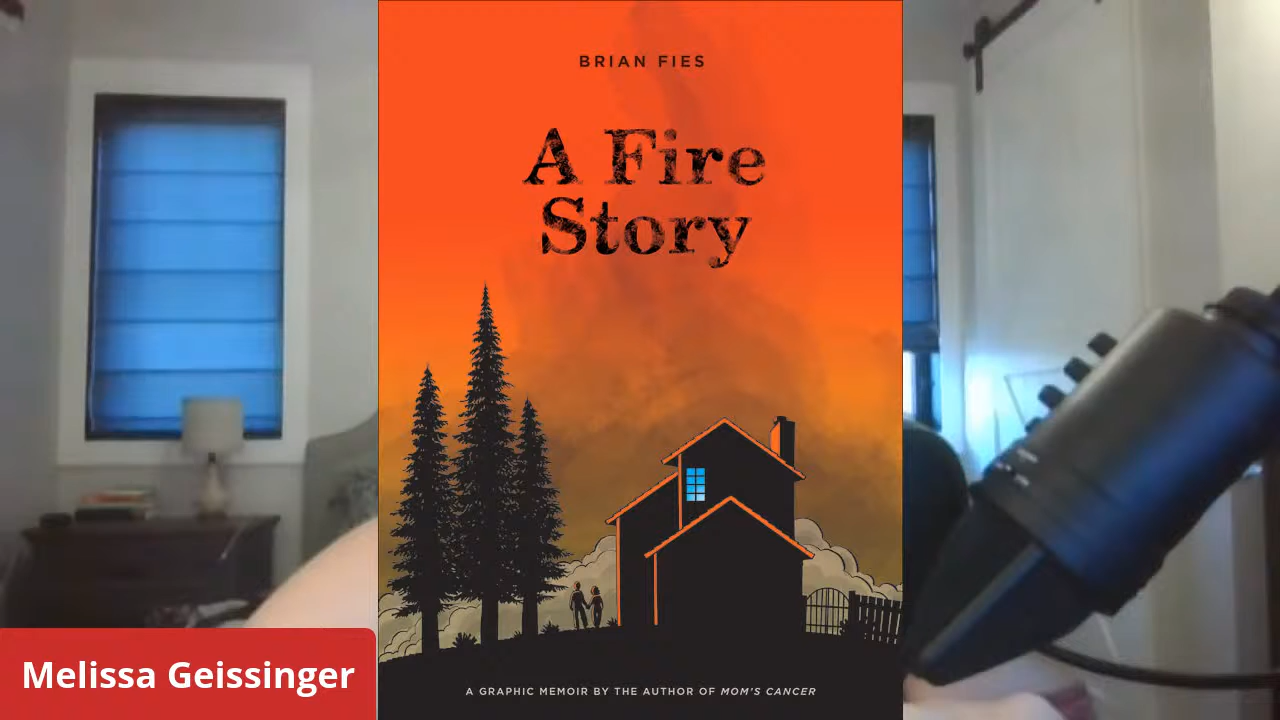 BRIAN FIES
A Fire
Story
A GRAPHIC MEMOIR BY THE AUTHOR OF MOM'S CANCER
Melissa Geissinger